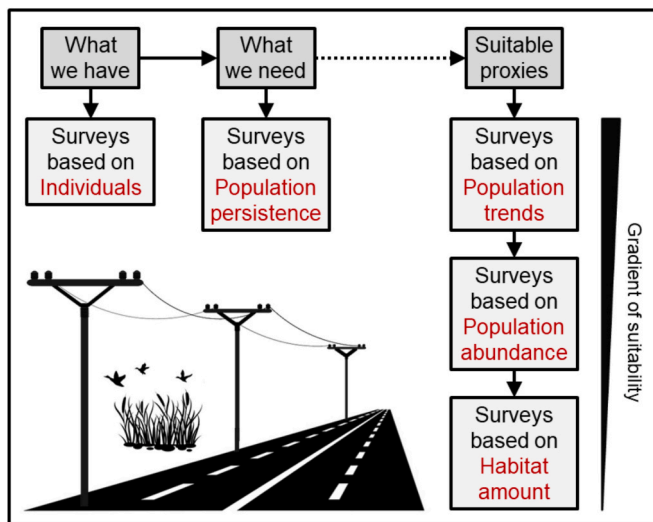 What
we have
What
we need
Suitable
proxies
Surveys
based on
Individuals
Surveys
based on
Population
persistence
Surveys
based on
Population
trends
Surveys
based on
Population
abundance
Surveys
based on
Habitat
amount
Gradient of suitability